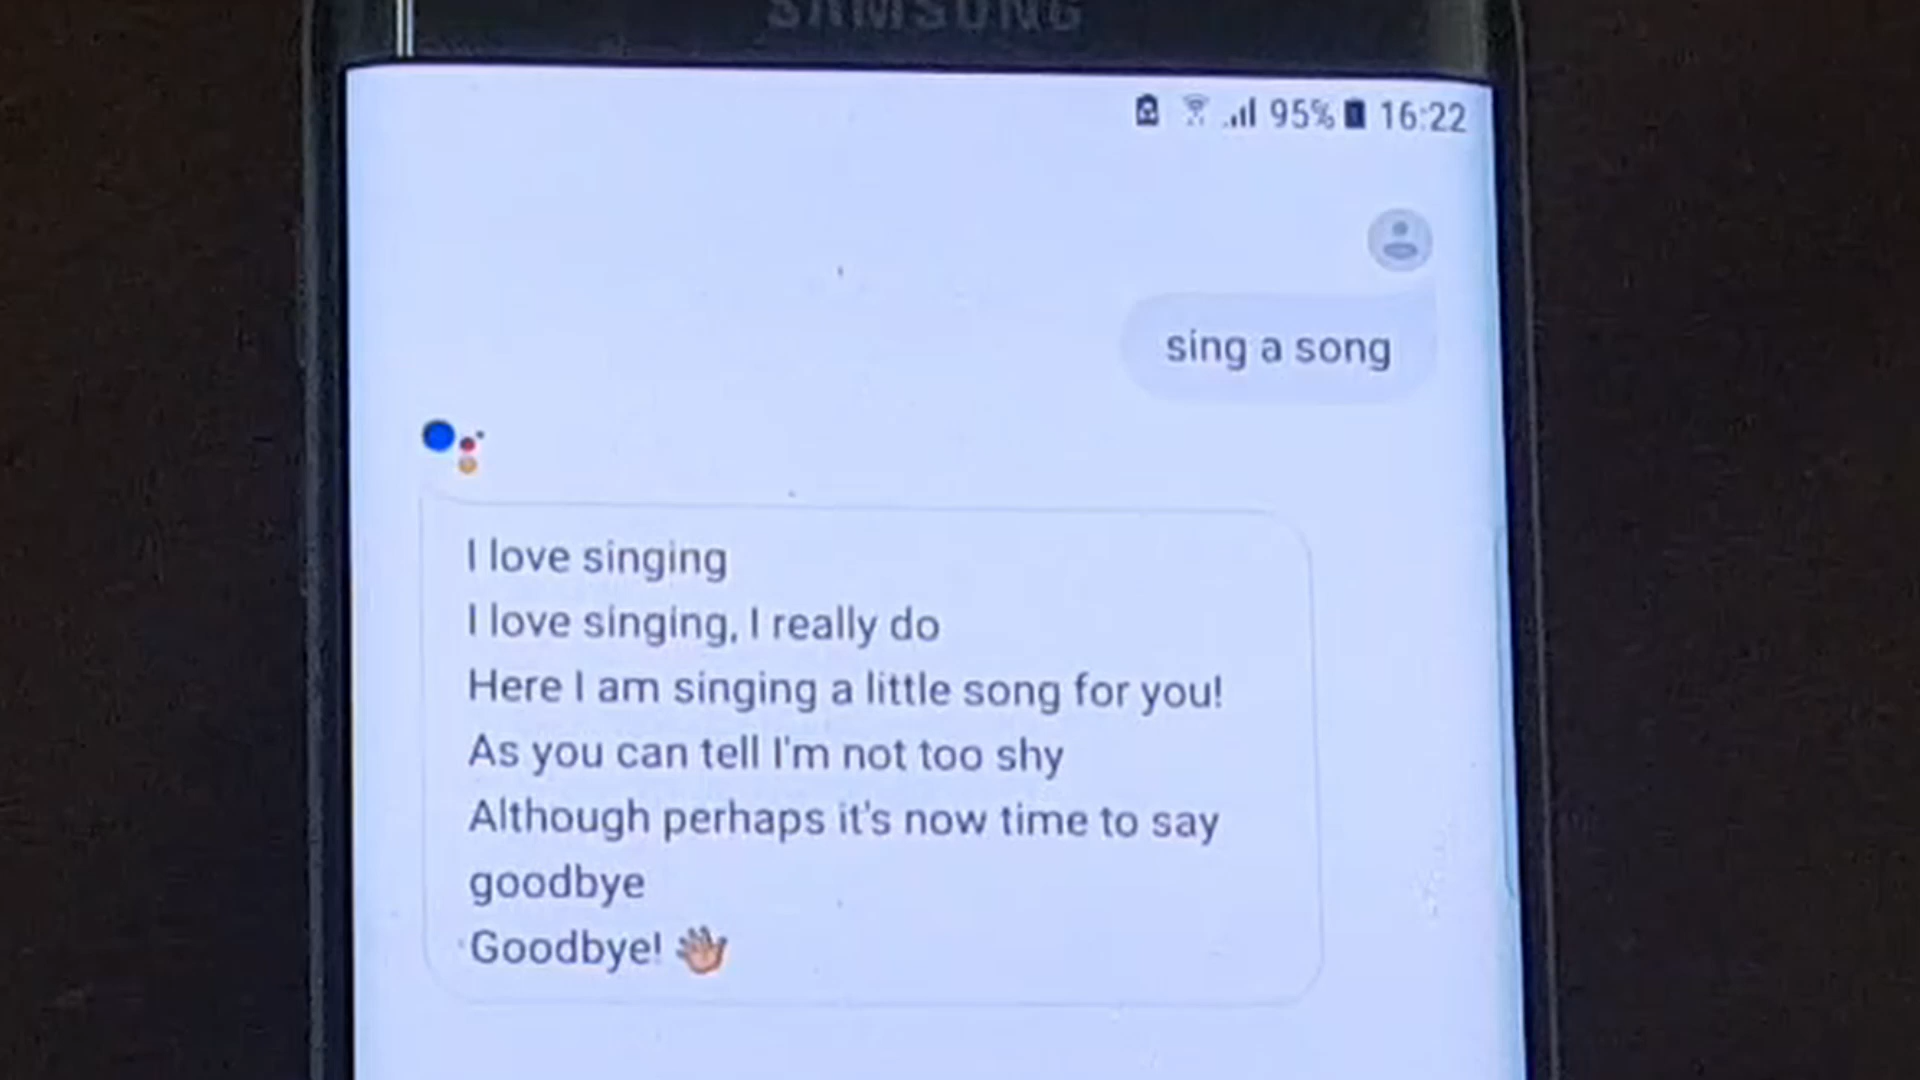 SAMSUNG
95% 16:22
sing a song
I love singing
I love singing, I really do
Here I am singing a little song for you!
As you can tell I'm not too shy
Although perhaps it's now time to say
goodbye
Goodbye! 👋